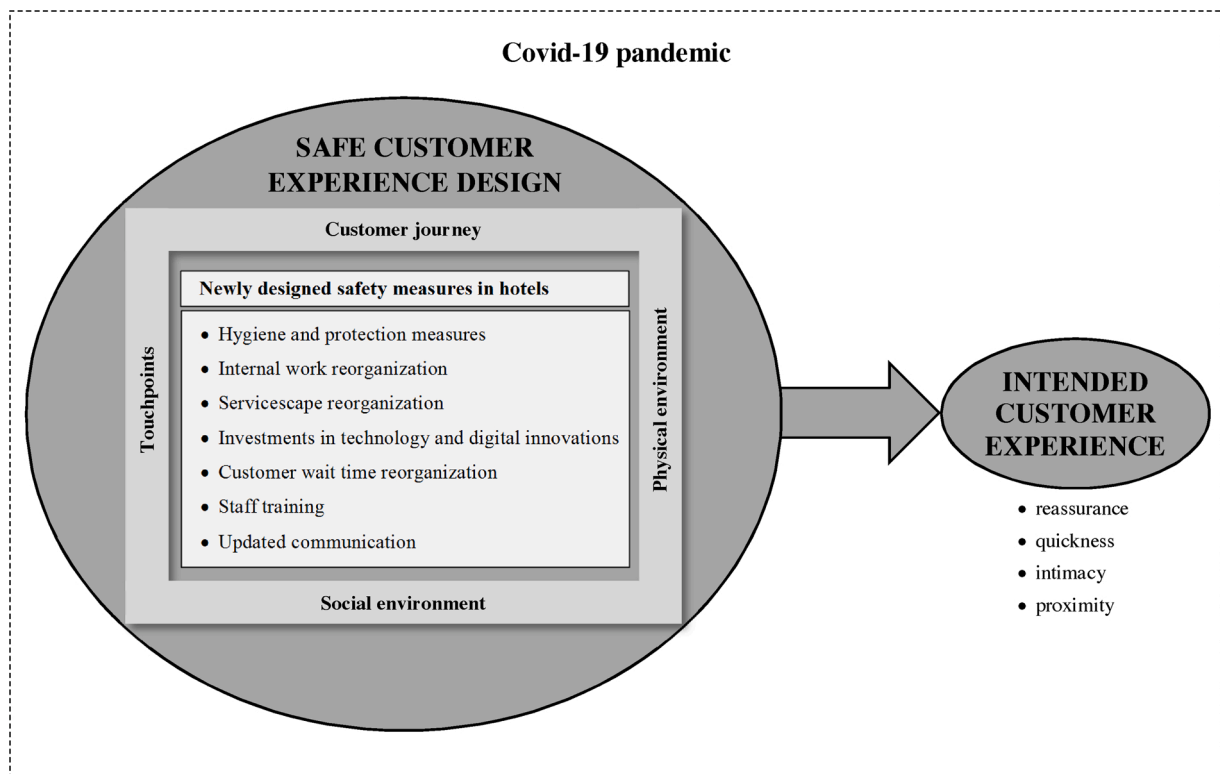 Covid-19 pandemic
SAFE CUSTOMER
EXPERIENCE DESIGN
Customer journey
Touchpoints
Newly designed safety measures in hotels
• Hygiene and protection measures
• Internal work reorganization
• Servicescape reorganization
• Investments in technology and digital innovations
• Customer wait time reorganization
• Staff training
• Updated communication
Physical environment
Social environment
INTENDED
CUSTOMER
EXPERIENCE
• reassurance
• quickness
• intimacy
• proximity